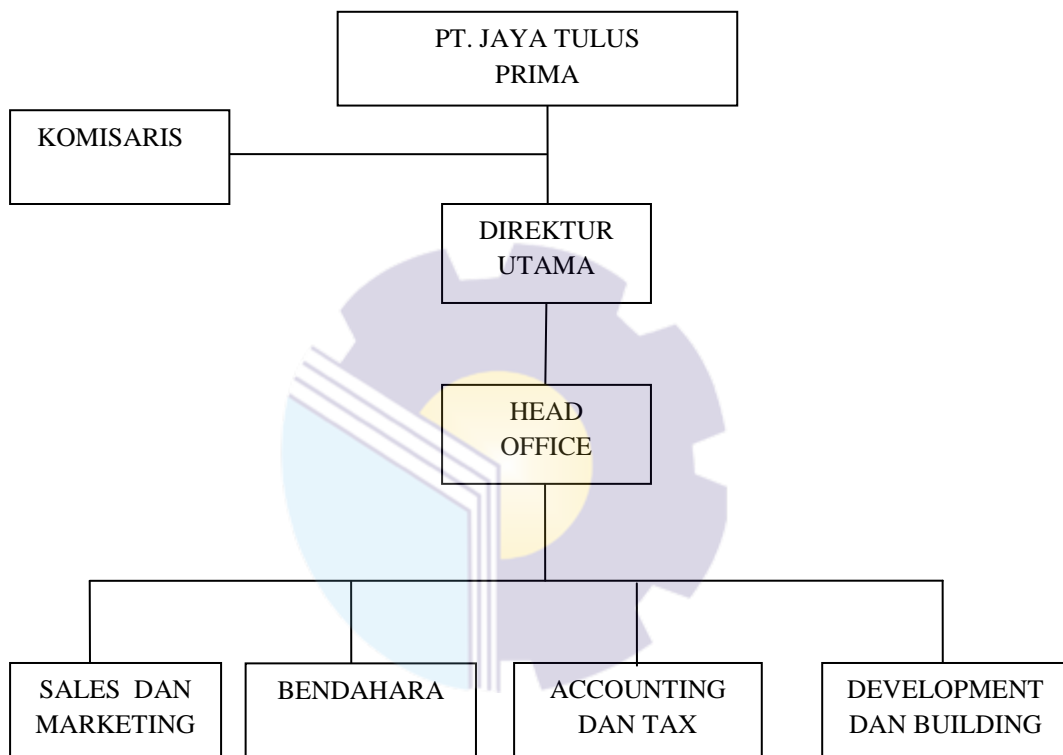 PT. JAYA TULUS
PRIMA
KOMISARIS
DIREKTUR
UTAMA
HEAD
OFFICE
SALES DAN
MARKETING
BENDAHARA
ACCOUNTING
DAN TAX
DEVELOPMENT
DAN BUILDING